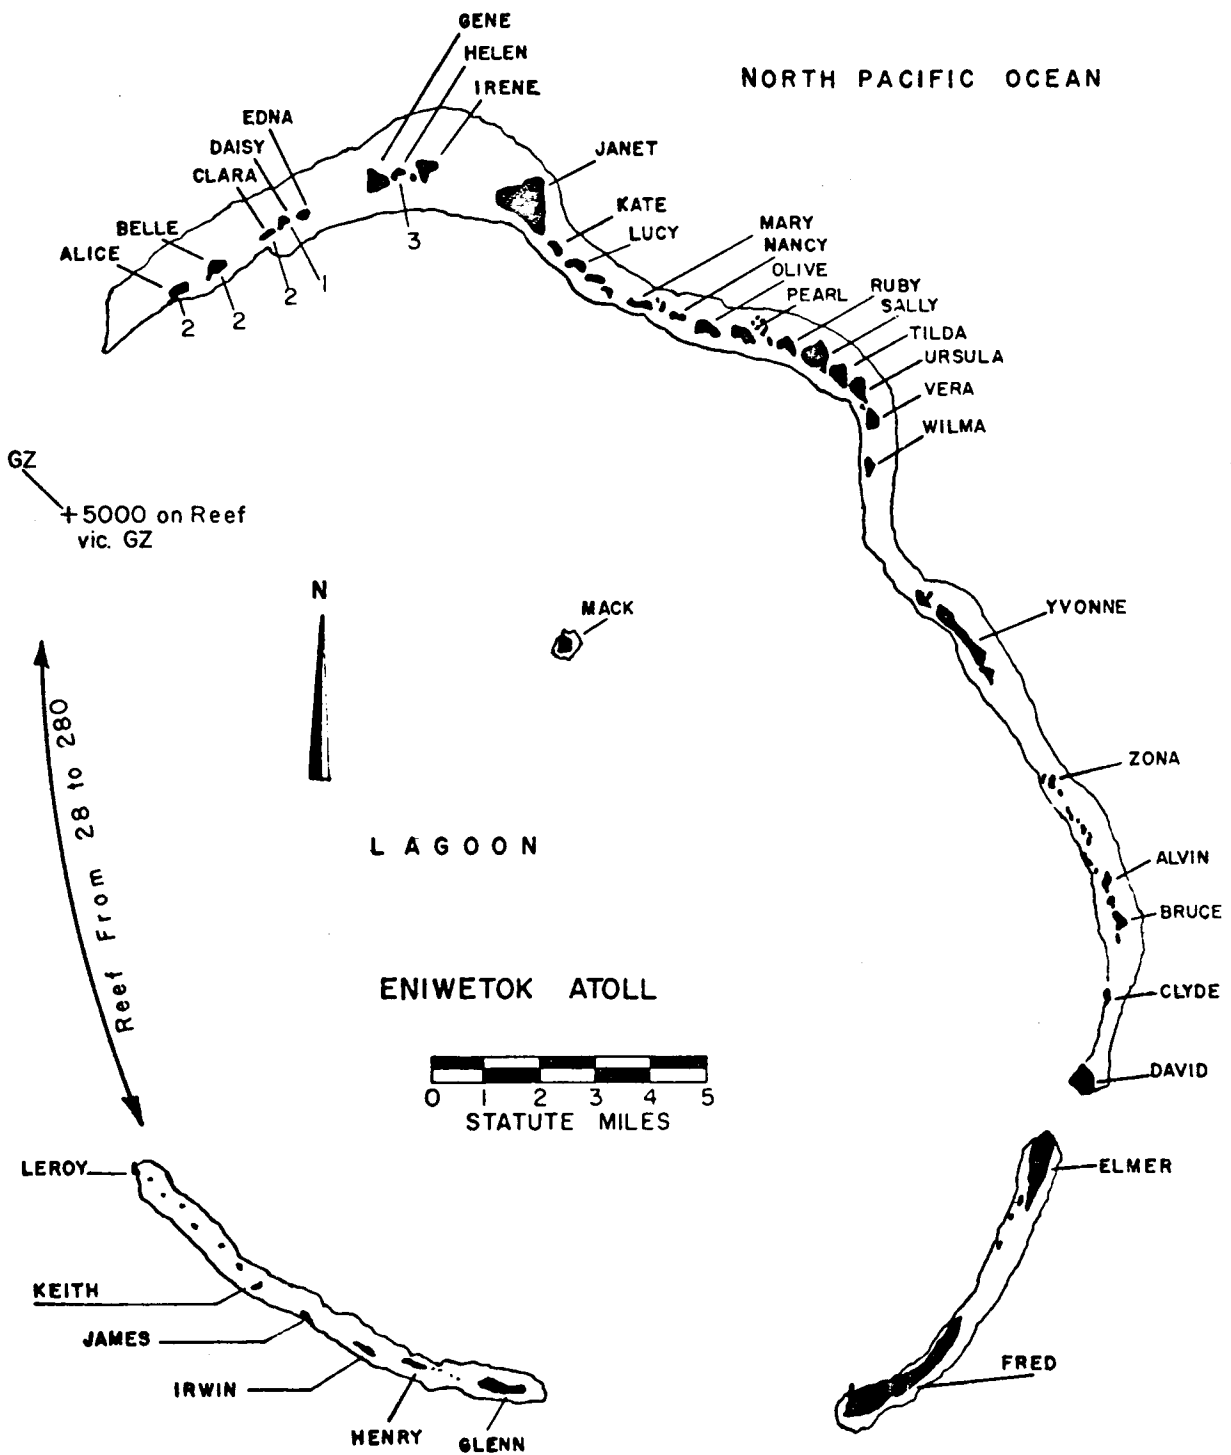 GENE
HELEN
IRENE
NORTH PACIFIC OCEAN
EDNA
DAISY
CLARA
BELLE
ALICE
JANET
KATE
LUCY
MARY
NANCY
OLIVE
PEARL
RUBY
SALLY
TILDA
URSULA
VERA
WILMA
3
1
2
2
2
GZ
+5000 on Reef
vic. GZ
N
MACK
YVONNE
Reef From 28 to 280
ZONA
LAGOON
ALVIN
BRUCE
ENIWETOK ATOLL
CLYDE
DAVID
0 1 2 3 4 5
STATUTE MILES
LEROY
ELMER
KEITH
JAMES
IRWIN
HENRY
GLENN
FRED